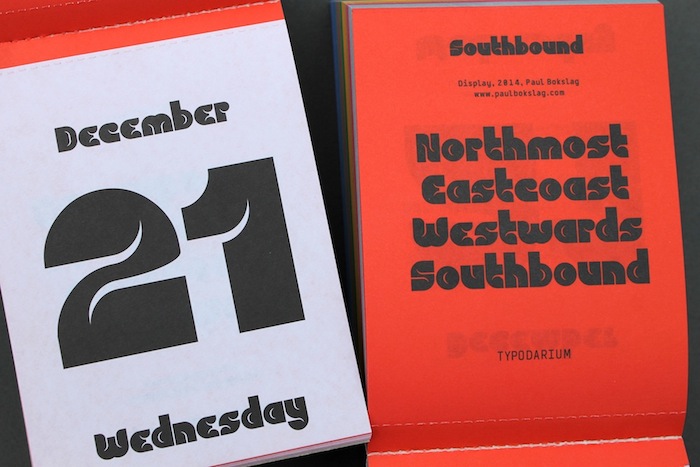 December
21
Wednesday
Southbound
Display, 2014, Paul Bokslag
www.paulbokslag.com
Northmost
Eastcoast
Westwards
Southbound
TYPODARIUM